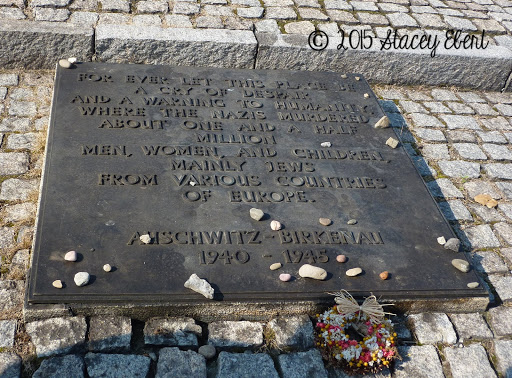 © 2015 Stacey Ebert
FOR EVER LET THIS PLACE BE
A CRY OF DESPAIR
AND A WARNING TO HUMANITY,
WHERE THE NAZIS MURDERED
ABOUT ONE AND A HALF
MILLION
MEN, WOMEN, AND CHILDREN,
MAINLY JEWS
FROM VARIOUS COUNTRIES
OF EUROPE.
AUSCHWITZ-BIRKENAU
1940-1945